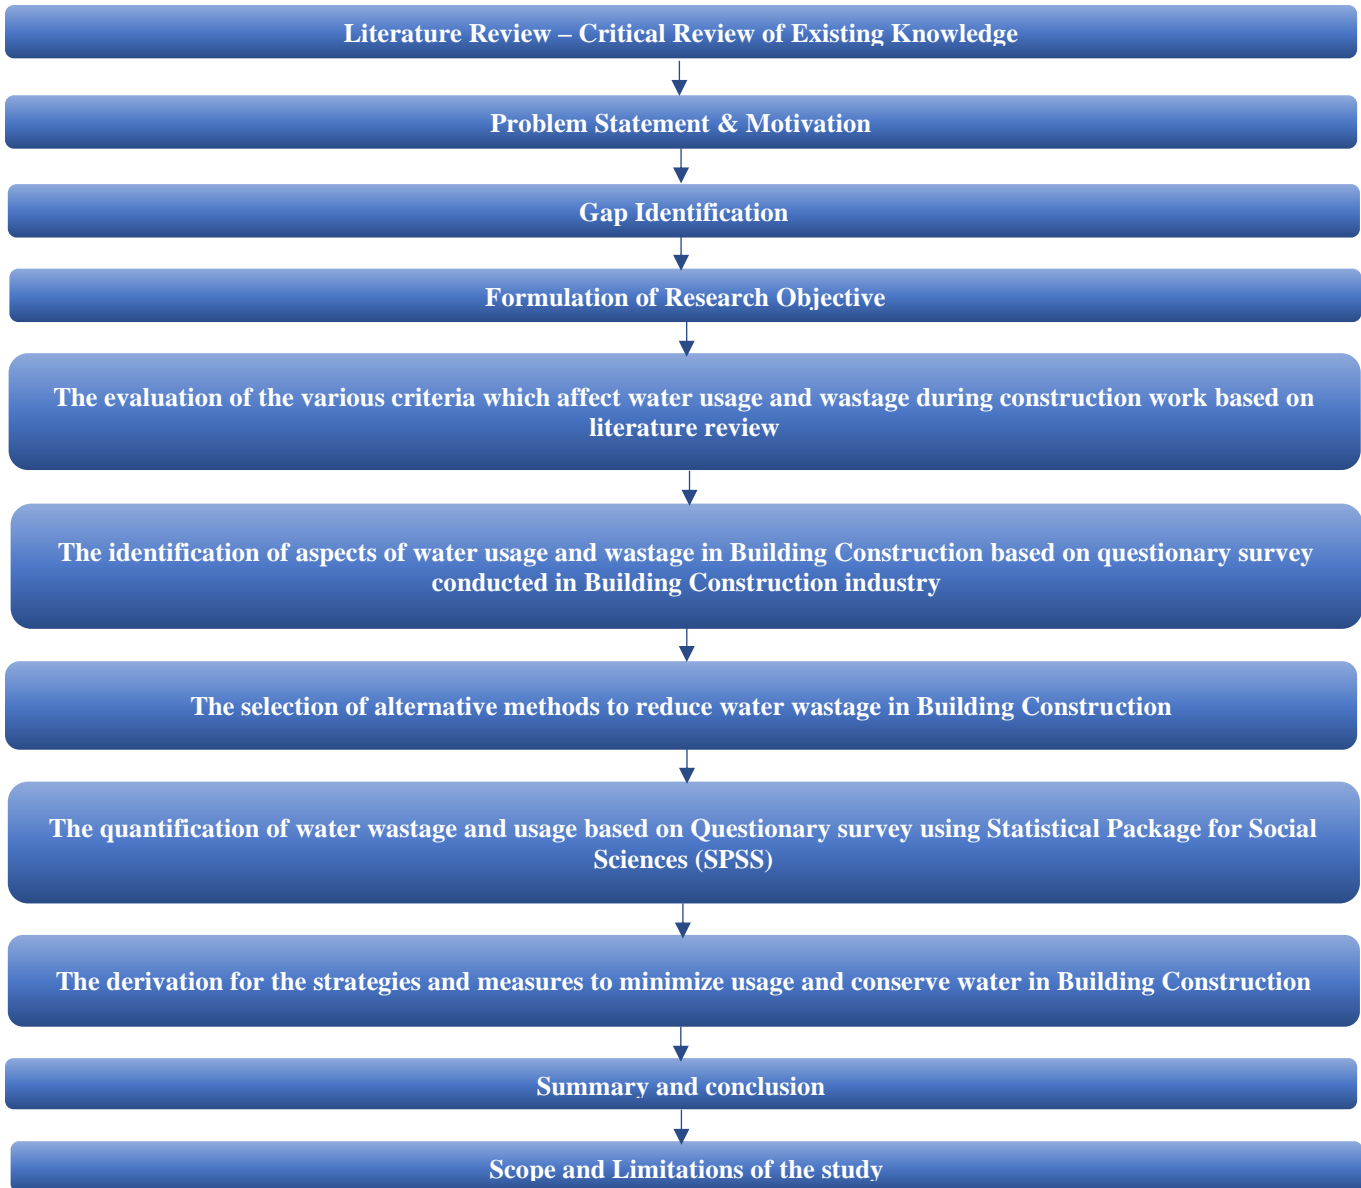 Literature Review – Critical Review of Existing Knowledge
Problem Statement & Motivation
Gap Identification
Formulation of Research Objective
The evaluation of the various criteria which affect water usage and wastage during construction work based on
literature review
The identification of aspects of water usage and wastage in Building Construction based on questionary survey
conducted in Building Construction industry
The selection of alternative methods to reduce water wastage in Building Construction
The quantification of water wastage and usage based on Questionary survey using Statistical Package for Social
Sciences (SPSS)
The derivation for the strategies and measures to minimize usage and conserve water in Building Construction
Summary and conclusion
Scope and Limitations of the study